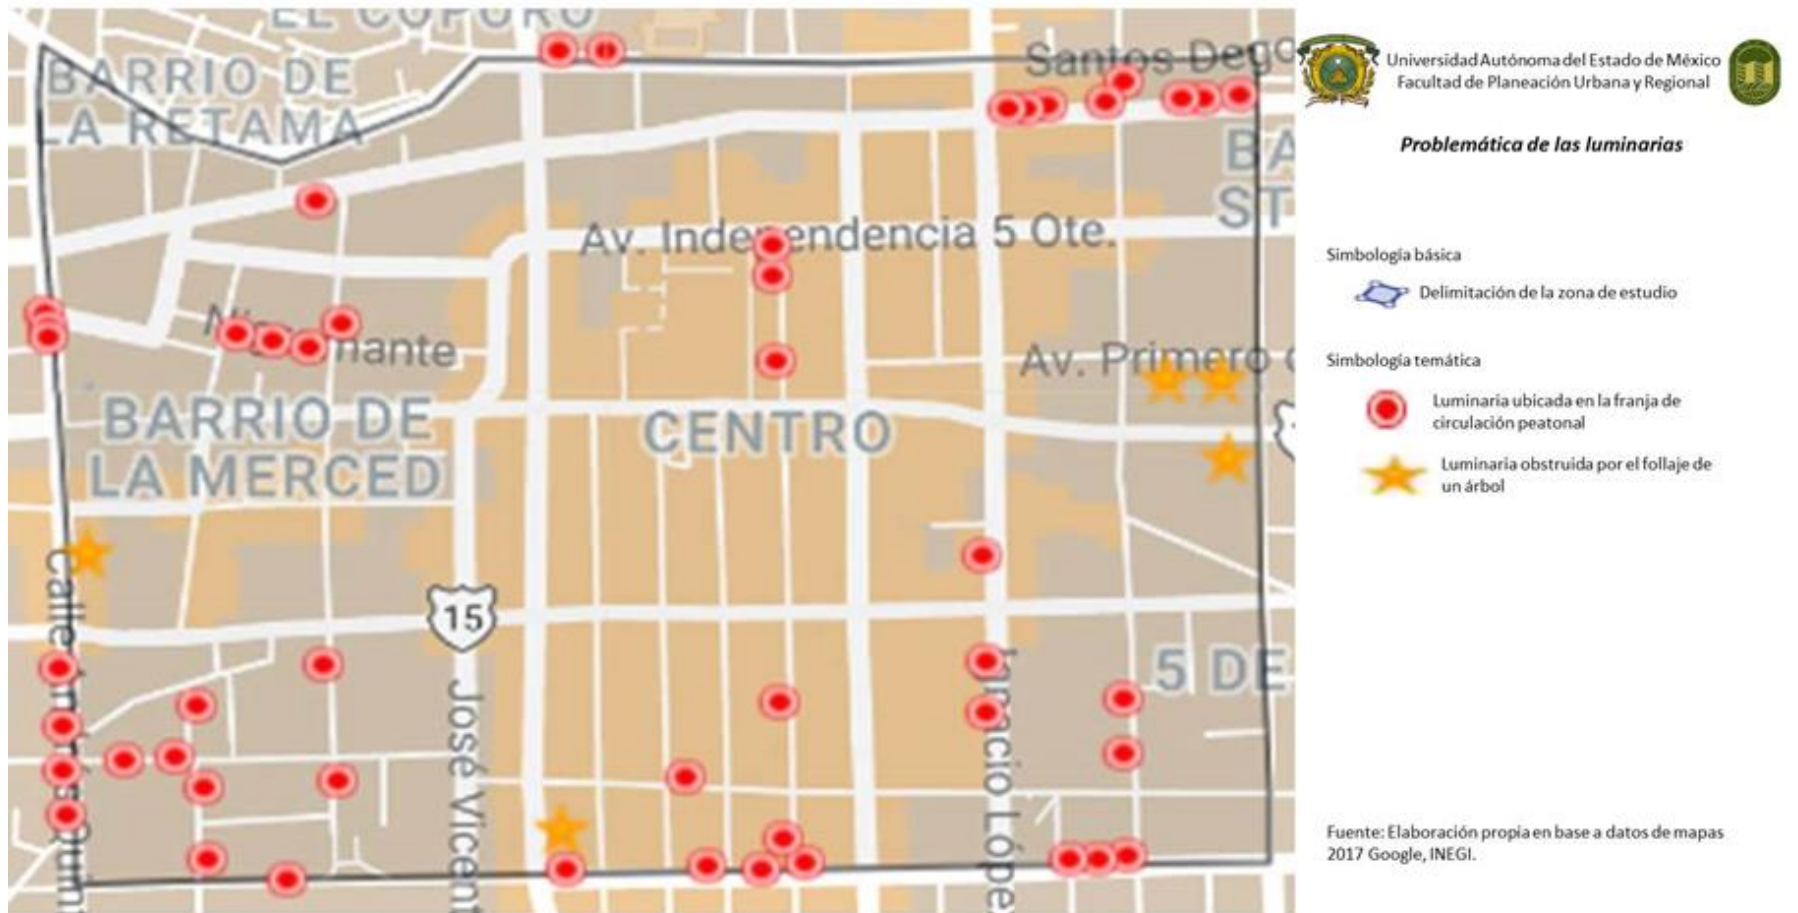 EL COPORO
BARRIO DE
LA RETAMA
Santos Dego
BA
ST
Av. Independencia 5 Ote.
Av. Primero
nante
BARRIO DE
LA MERCED
CENTRO
Calle
15
5 DE
José Vicent
Ignacio López
Universidad Autónoma del Estado de México
Facultad de Planeación Urbana y Regional
Problemática de las luminarias
Simbología básica
Delimitación de la zona de estudio
Simbología temática
Luminaria ubicada en la franja de
circulación peatonal
Luminaria obstruida por el follaje de
un árbol
Fuente: Elaboración propia en base a datos de mapas
2017 Google, INEGI.